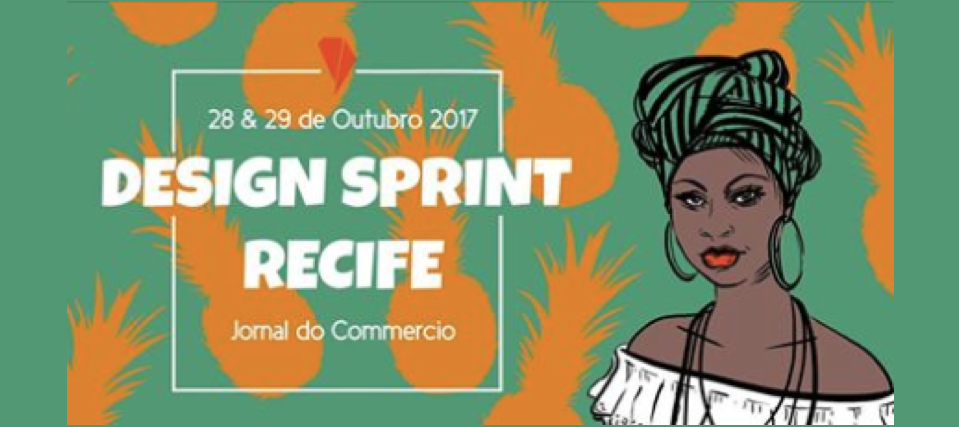 28 & 29 de Outubro 2017
DESIGN SPRINT
RECIFE
Jornal do Commercio